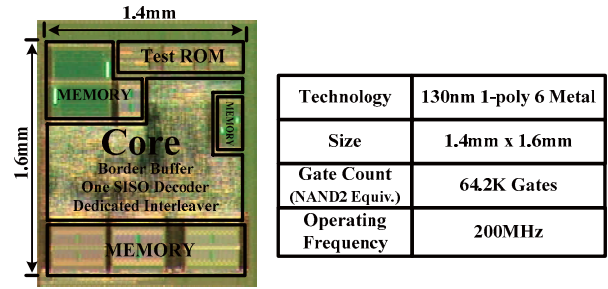 1.4mm
1.6mm
Test ROM
MEMORY
MEMORY
Core
Border Buffer
One SISO Decoder
Dedicated Interleaver
MEMORY
Technology 130nm 1-poly 6 Metal
Size 1.4mm x 1.6mm
Gate Count
(NAND2 Equiv.) 64.2K Gates
Operating
Frequency 200MHz